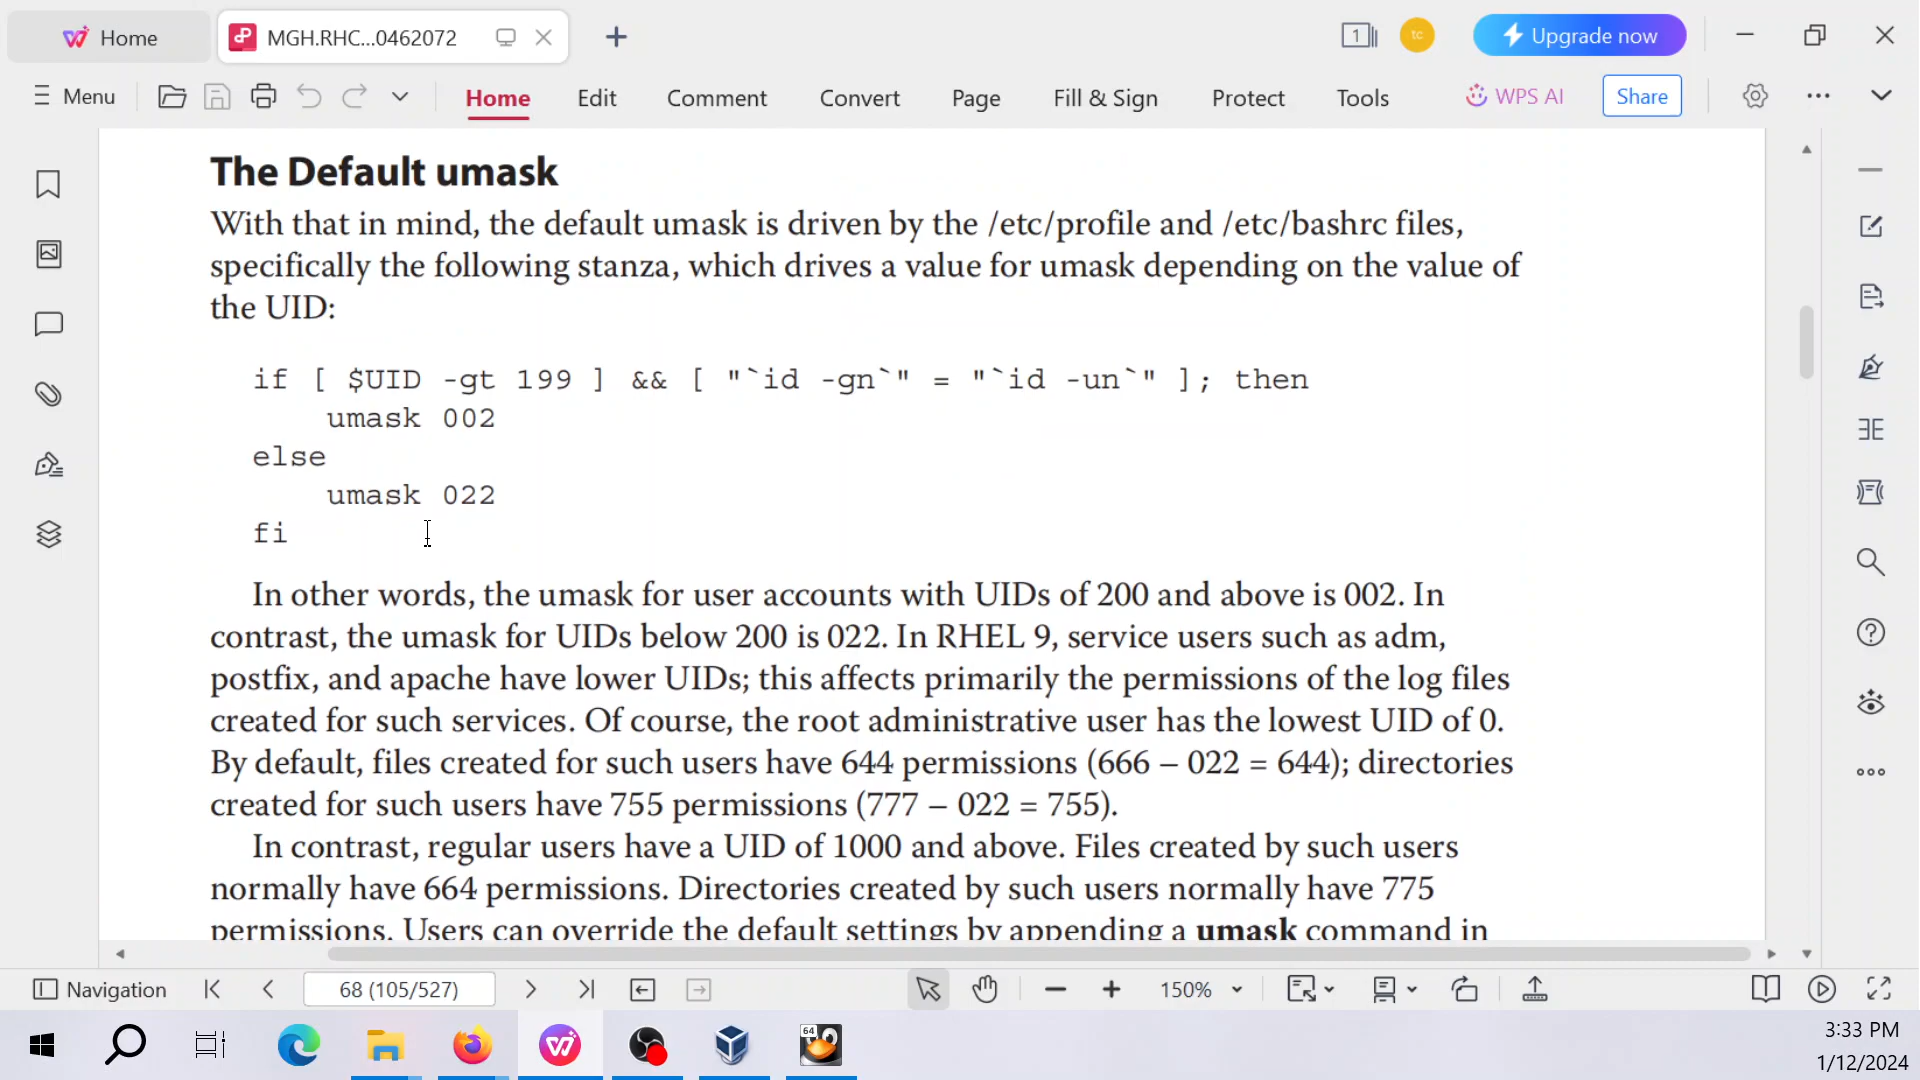 Home
MGH.RHC...0462072
1
tc
Upgrade now
Menu
Home
Edit
Comment
Convert
Page
Fill & Sign
Protect
Tools
WPS AI
Share
The Default umask
With that in mind, the default umask is driven by the /etc/profile and /etc/bashrc files,
specifically the following stanza, which drives a value for umask depending on the value of
the UID:
if [ $UID -gt 199 ] && [ "`id -gn`" = "`id -un`" ]; then
umask 002
else
umask 022
fi
In other words, the umask for user accounts with UIDs of 200 and above is 002. In
contrast, the umask for UIDs below 200 is 022. In RHEL 9, service users such as adm,
postfix, and apache have lower UIDs; this affects primarily the permissions of the log files
created for such services. Of course, the root administrative user has the lowest UID of 0.
By default, files created for such users have 644 permissions (666 – 022 = 644); directories
created for such users have 755 permissions (777 – 022 = 755).
In contrast, regular users have a UID of 1000 and above. Files created by such users
normally have 664 permissions. Directories created by such users normally have 775
permissions. Users can override the default settings by appending a umask command in
Navigation
68 (105/527)
150%
64
3:33 PM
1/12/2024